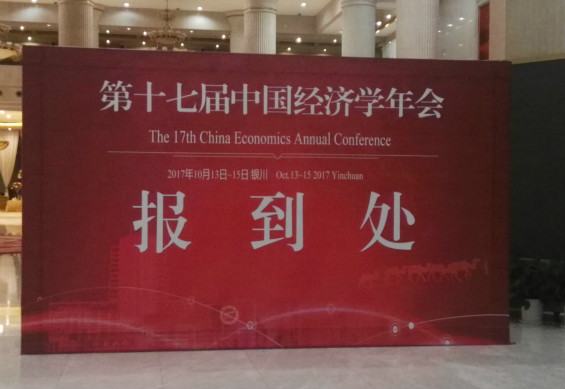 第十七届中国经济学年会
The 17th China Economics Annual Conference
2017年10月13日~15日 银川 Oct.13~15 2017 Yinchuan
报到处